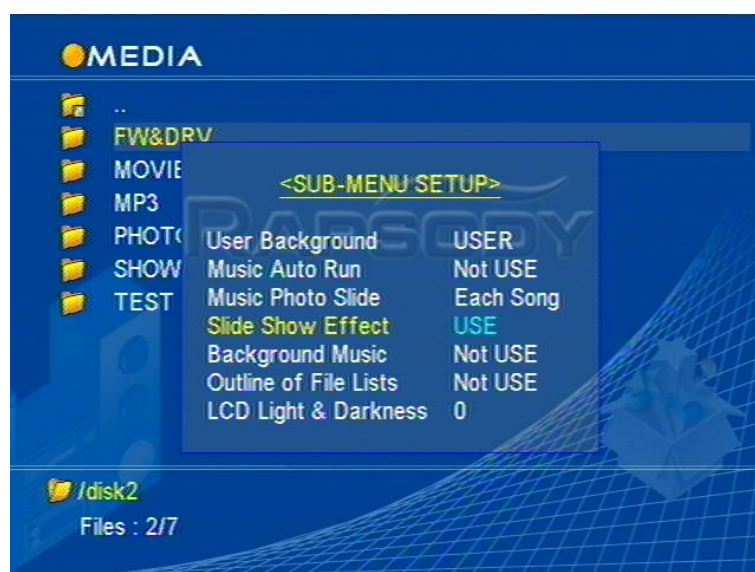 MEDIA
..
FW&DRV
MOVIE
MP3
PHOTO
SHOW
TEST
<SUB-MENU SETUP>
RAPSODY
User Background USER
Music Auto Run Not USE
Music Photo Slide Each Song
Slide Show Effect USE
Background Music Not USE
Outline of File Lists Not USE
LCD Light & Darkness 0
/disk2
Files : 2/7